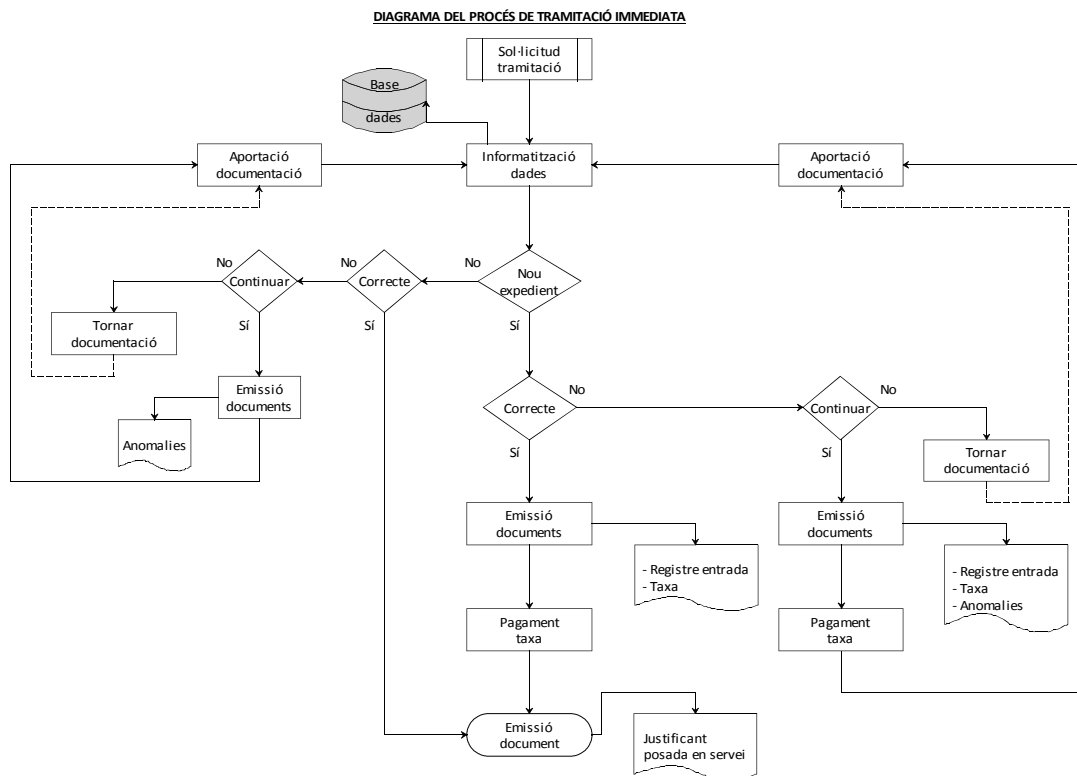 DIAGRAMA DEL PROCÉS DE TRAMITACIÓ IMMEDIATA
Sol·licitud
tramitació
Base
dades
Aportació
documentació
Informatització
dades
Aportació
documentació
No
Continuar
No
Correcte
No
Nou
expedient
Sí
Sí
Sí
Tornar
documentació
Emissió
documents
Anomalies
Correcte
No
Continuar
No
Sí
Sí
Tornar
documentació
Emissió
documents
Emissió
documents
- Registre entrada
- Taxa
- Registre entrada
- Taxa
- Anomalies
Pagament
taxa
Pagament
taxa
Emissió
document
Justificant
posada en servei